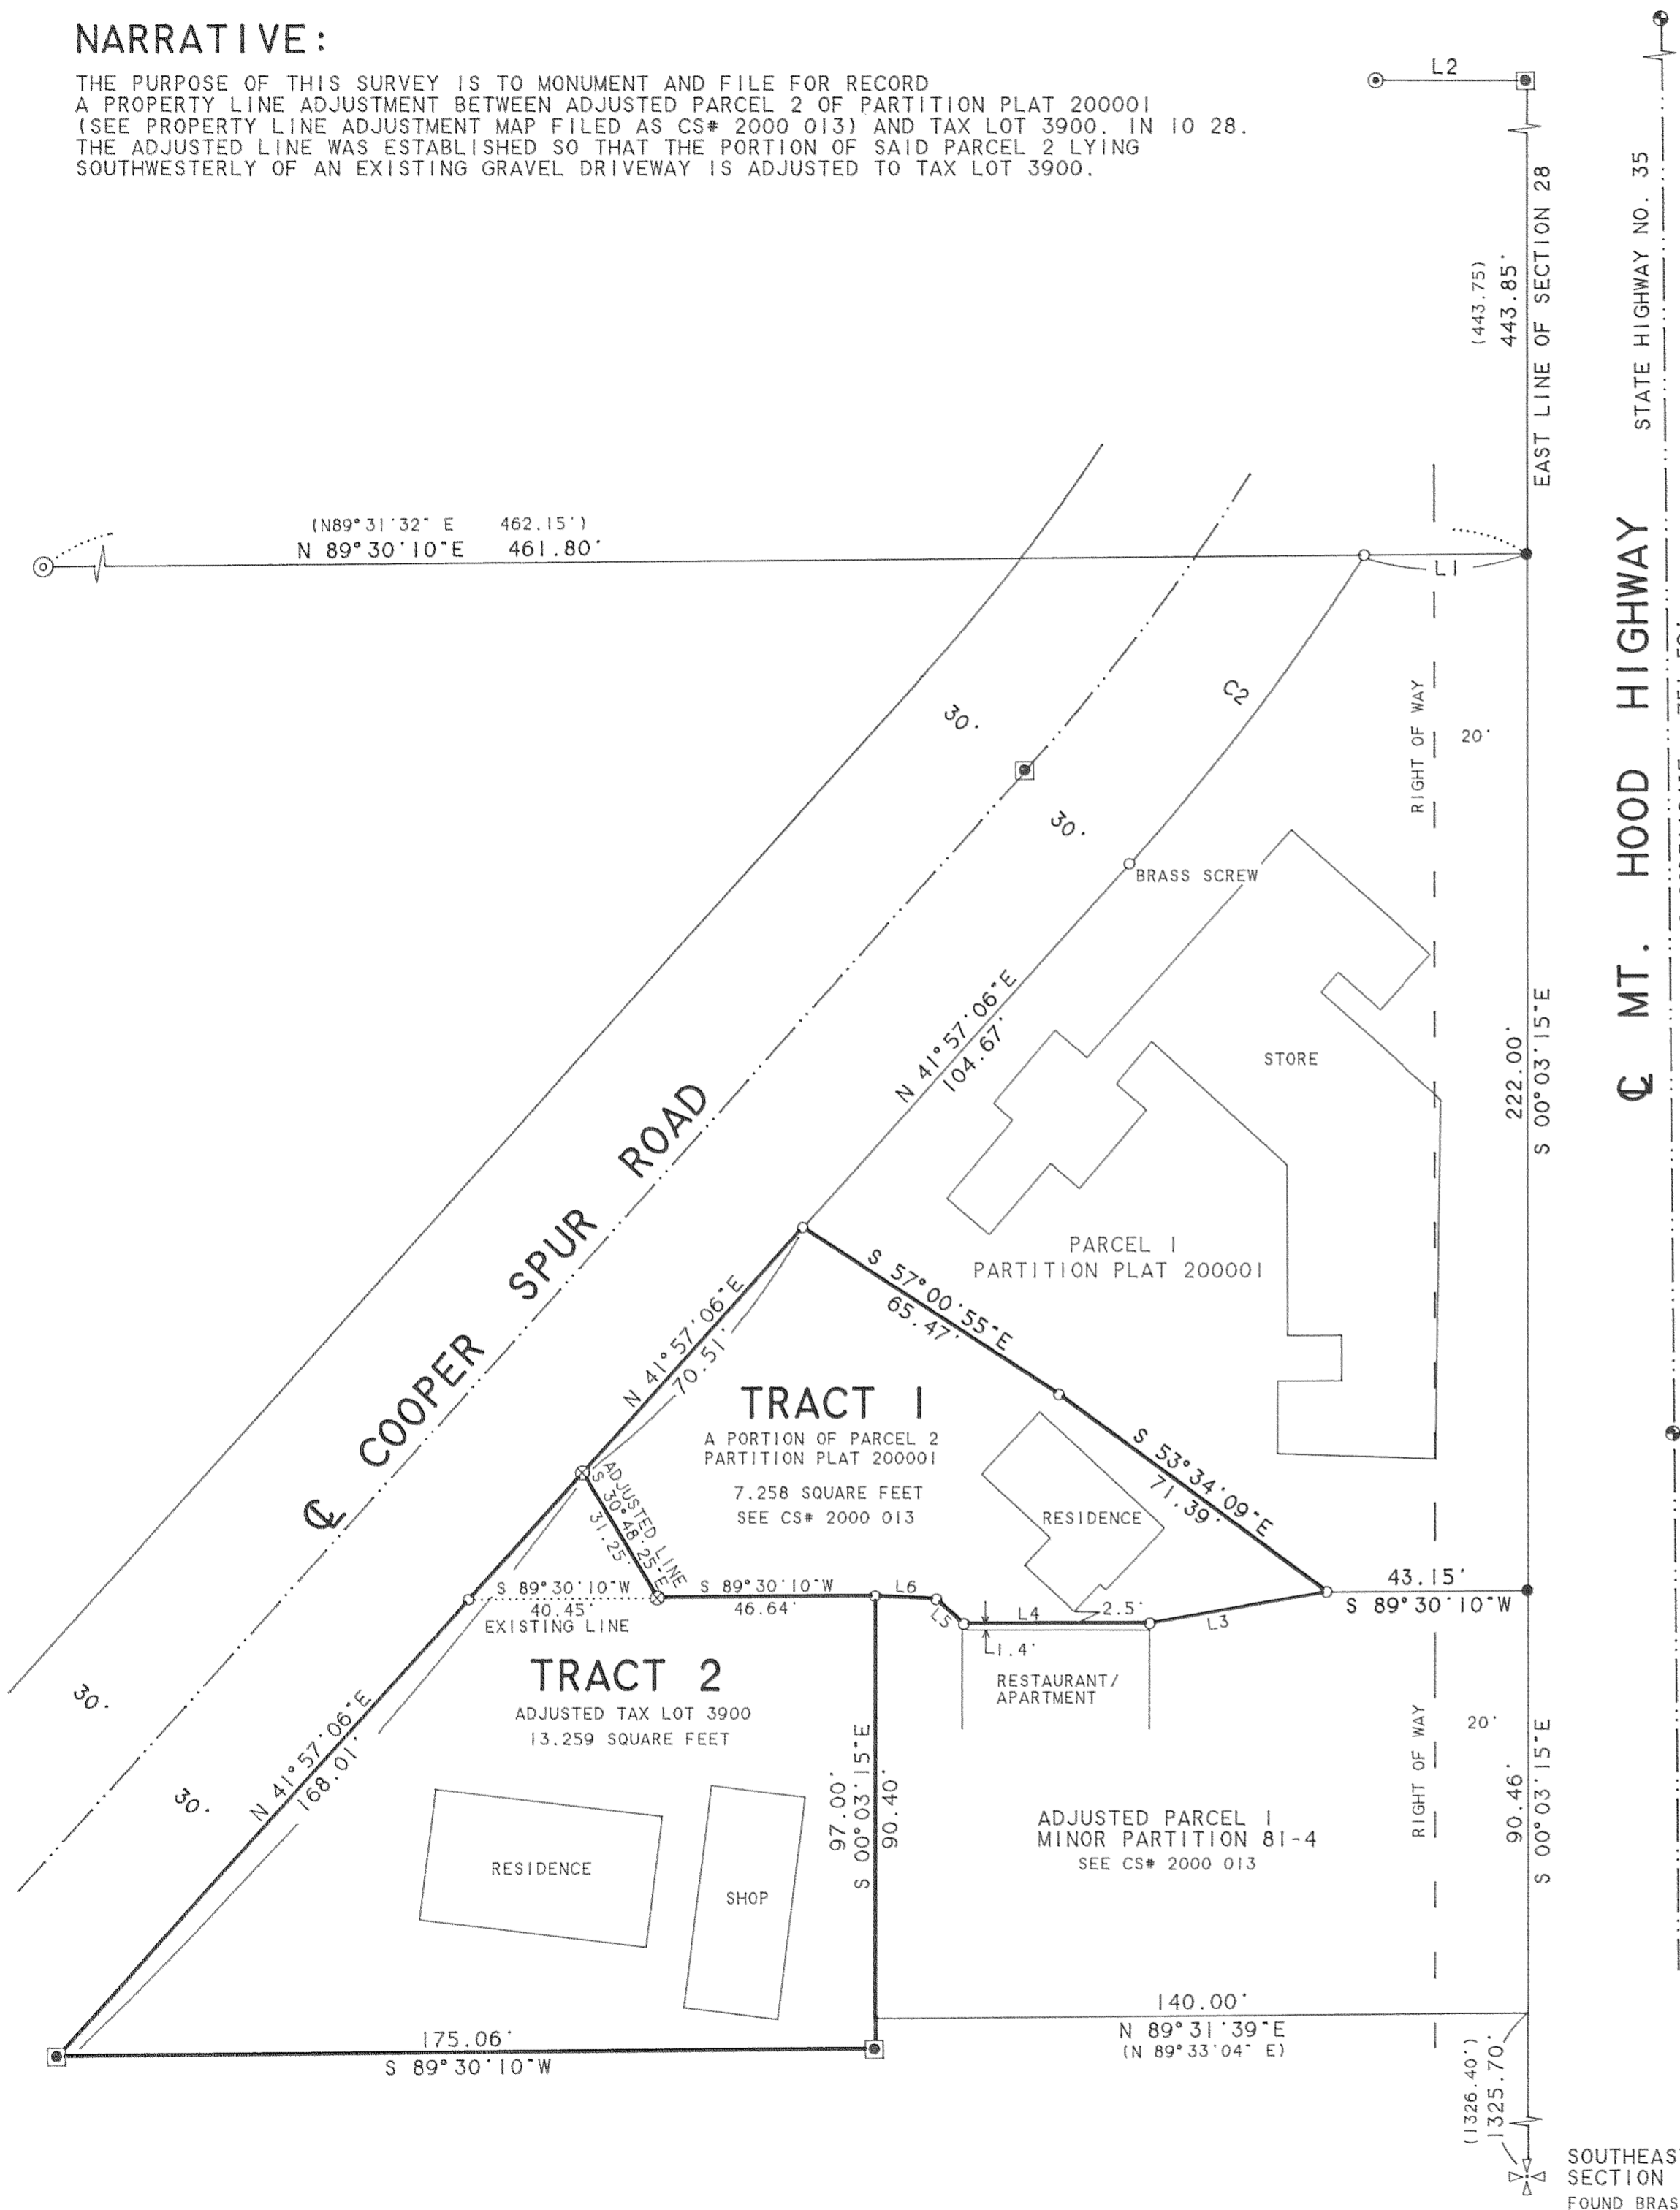 NARRATIVE:
THE PURPOSE OF THIS SURVEY IS TO MONUMENT AND FILE FOR RECORD
A PROPERTY LINE ADJUSTMENT BETWEEN ADJUSTED PARCEL 2 OF PARTITION PLAT 200001
(SEE PROPERTY LINE ADJUSTMENT MAP FILED AS CS# 2000 013) AND TAX LOT 3900. IN 10 28.
THE ADJUSTED LINE WAS ESTABLISHED SO THAT THE PORTION OF SAID PARCEL 2 LYING
SOUTHWESTERLY OF AN EXISTING GRAVEL DRIVEWAY IS ADJUSTED TO TAX LOT 3900.
L2
(443.75)
443.85'
EAST LINE OF SECTION 28
STATE HIGHWAY NO. 35
(N89°31'32" E 462.15')
N 89°30'10"E 461.80'
L1
C2
30'
30'
RIGHT OF WAY
20'
℄ MT. HOOD HIGHWAY
BRASS SCREW
N 41°57'06"E
104.67'
STORE
222.00'
S 00°03'15"E
℄ COOPER SPUR ROAD
PARCEL 1
PARTITION PLAT 200001
S 57°00'55"E
65.47'
N 41°57'06"E
70.51'
TRACT 1
A PORTION OF PARCEL 2
PARTITION PLAT 200001
7.258 SQUARE FEET
SEE CS# 2000 013
S 53°34'09"E
71.39'
RESIDENCE
ADJUSTED LINE
S 30°48'25"E
31.25'
43.15'
S 89°30'10"W
S 89°30'10"W
40.45'
EXISTING LINE
S 89°30'10"W
46.64'
L6
L5
L4
2.5'
L3
1.4'
RESTAURANT/
APARTMENT
TRACT 2
ADJUSTED TAX LOT 3900
13.259 SQUARE FEET
30'
30'
N 41°57'06"E
168.01'
RESIDENCE
SHOP
97.00'
S 00°03'15"E
90.40'
ADJUSTED PARCEL 1
MINOR PARTITION 81-4
SEE CS# 2000 013
RIGHT OF WAY
20'
90.46'
S 00°03'15"E
140.00'
N 89°31'39"E
(N 89°33'04" E)
175.06'
S 89°30'10"W
(1326.40')
1325.70'
SOUTHEAS
SECTION
FOUND BRAS